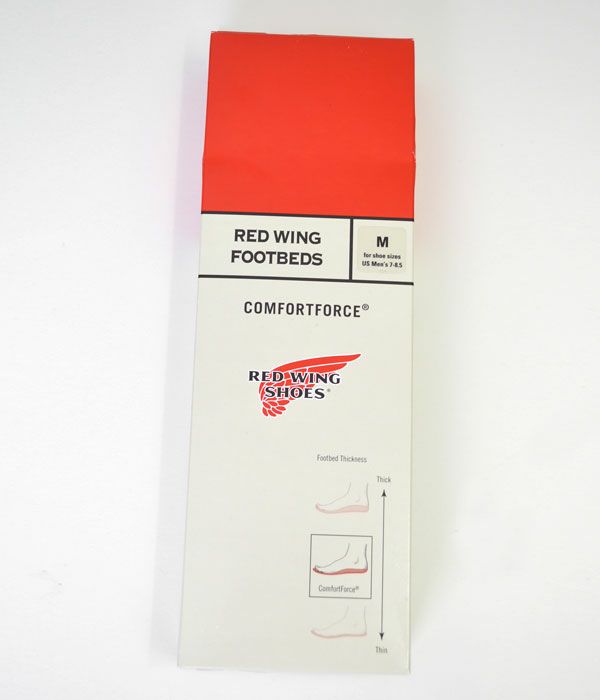 RED WING
FOOTBEDS
M
for shoe sizes
US Men's 7-8.5
COMFORTFORCE®
RED WING
SHOES®
Footbed Thickness
Thick
ComfortForce®
Thin